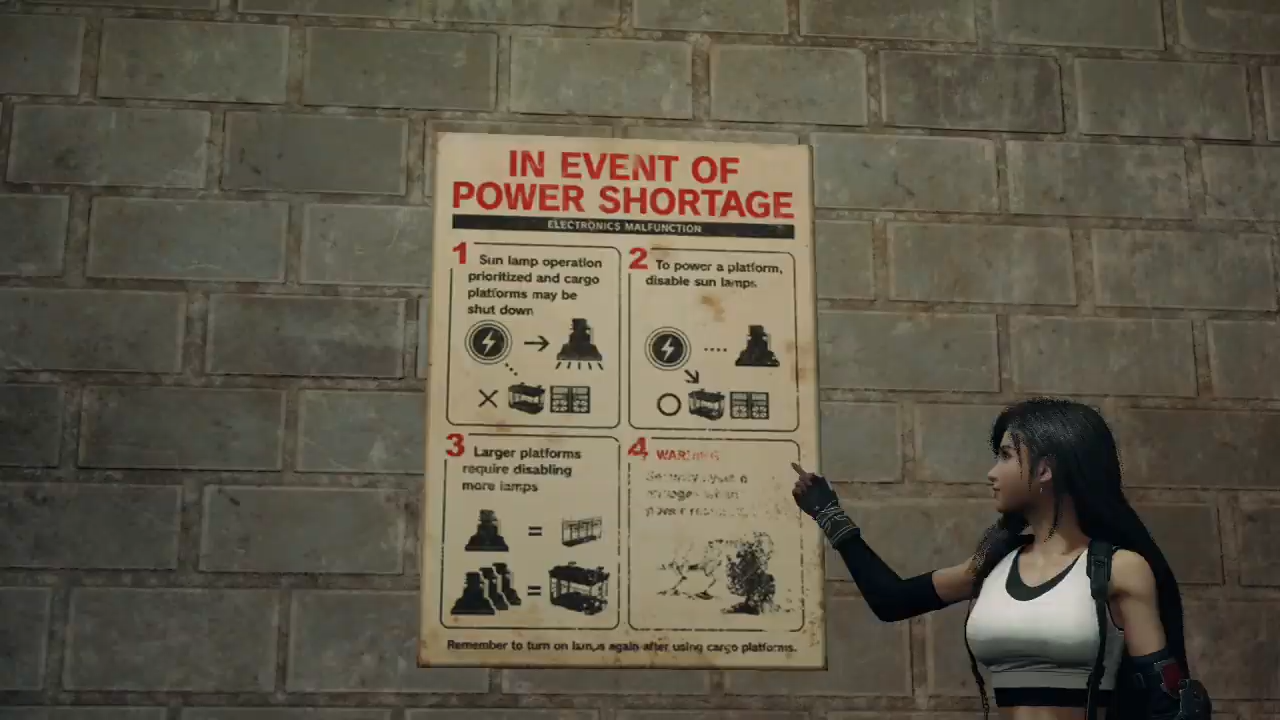 IN EVENT OF
POWER SHORTAGE
ELECTRONICS MALFUNCTION
1 Sun lamp operation
prioritized and cargo
platforms may be
shut down
2 To power a platform,
disable sun lamps
3 Larger platforms
require disabling
more lamps
4 WARNING
Remember to turn on lamps again after using cargo platforms.